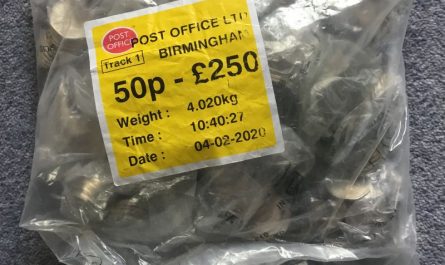 POST
OFFICE
POST OFFICE LTD
BIRMINGHAM
Track 1
50p - £250
Weight : 4.020kg
Time : 10:40:27
Date : 04-02-2020